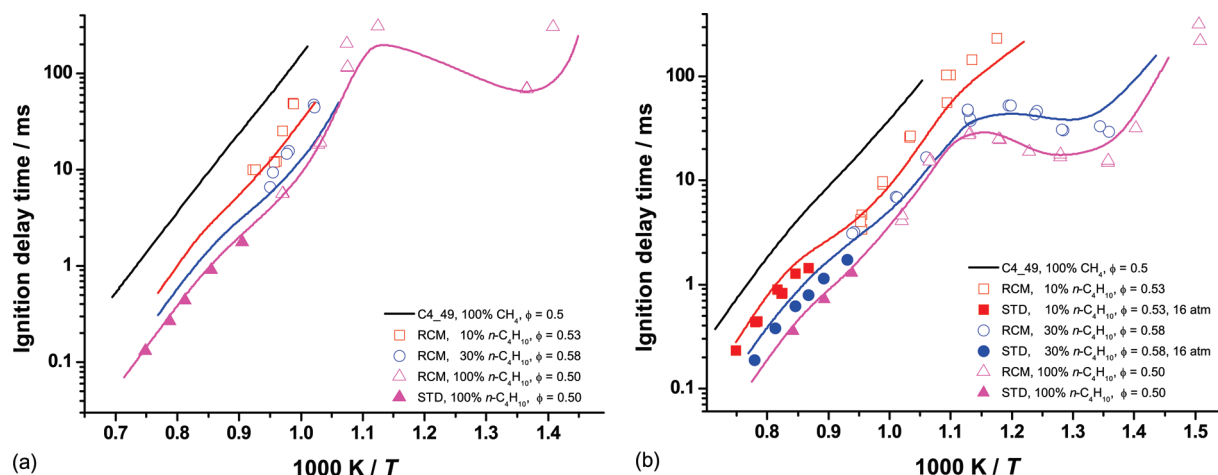 (a)
Ignition delay time / ms
100
10
1
0.1
0.7 0.8 0.9 1.0 1.1 1.2 1.3 1.4
1000 K / T
C4_49, 100% CH₄, ϕ = 0.5
RCM, 10% n-C₄H₁₀, ϕ = 0.53
RCM, 30% n-C₄H₁₀, ϕ = 0.58
RCM, 100% n-C₄H₁₀, ϕ = 0.50
STD, 100% n-C₄H₁₀, ϕ = 0.50
(b)
Ignition delay time / ms
100
10
1
0.1
0.8 0.9 1.0 1.1 1.2 1.3 1.4 1.5
1000 K / T
C4_49, 100% CH₄, ϕ = 0.5
RCM, 10% n-C₄H₁₀, ϕ = 0.53
STD, 10% n-C₄H₁₀, ϕ = 0.53, 16 atm
RCM, 30% n-C₄H₁₀, ϕ = 0.58
STD, 30% n-C₄H₁₀, ϕ = 0.58, 16 atm
RCM, 100% n-C₄H₁₀, ϕ = 0.50
STD, 100% n-C₄H₁₀, ϕ = 0.50